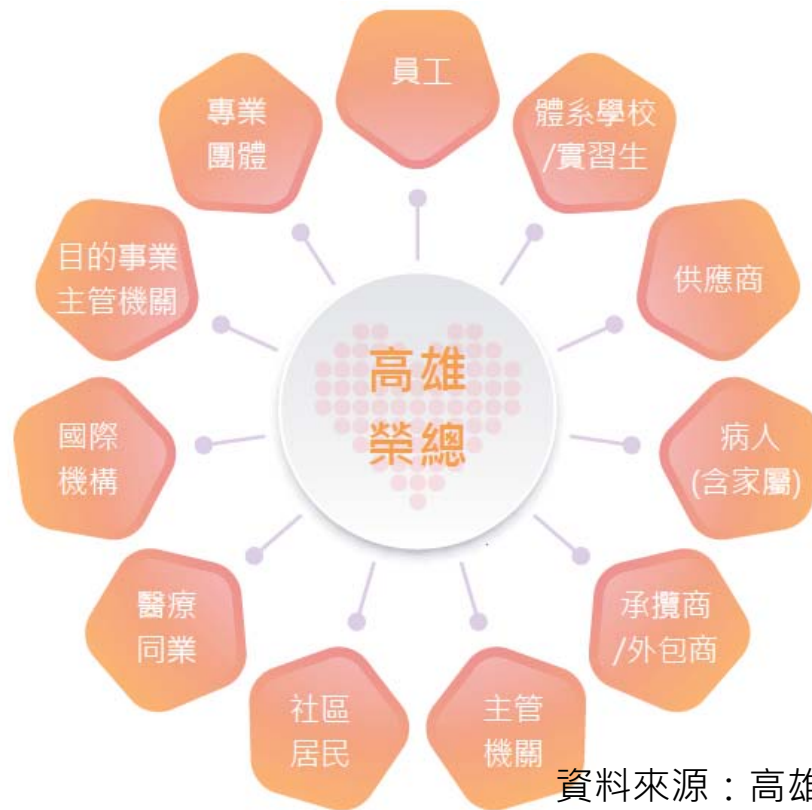 員工
體系學校
/實習生
供應商
病人
(含家屬)
承攬商
/外包商
主管
機關
社區
居民
醫療
同業
國際
機構
目的事業
主管機關
專業
團體
高雄
榮總
資料來源：高雄